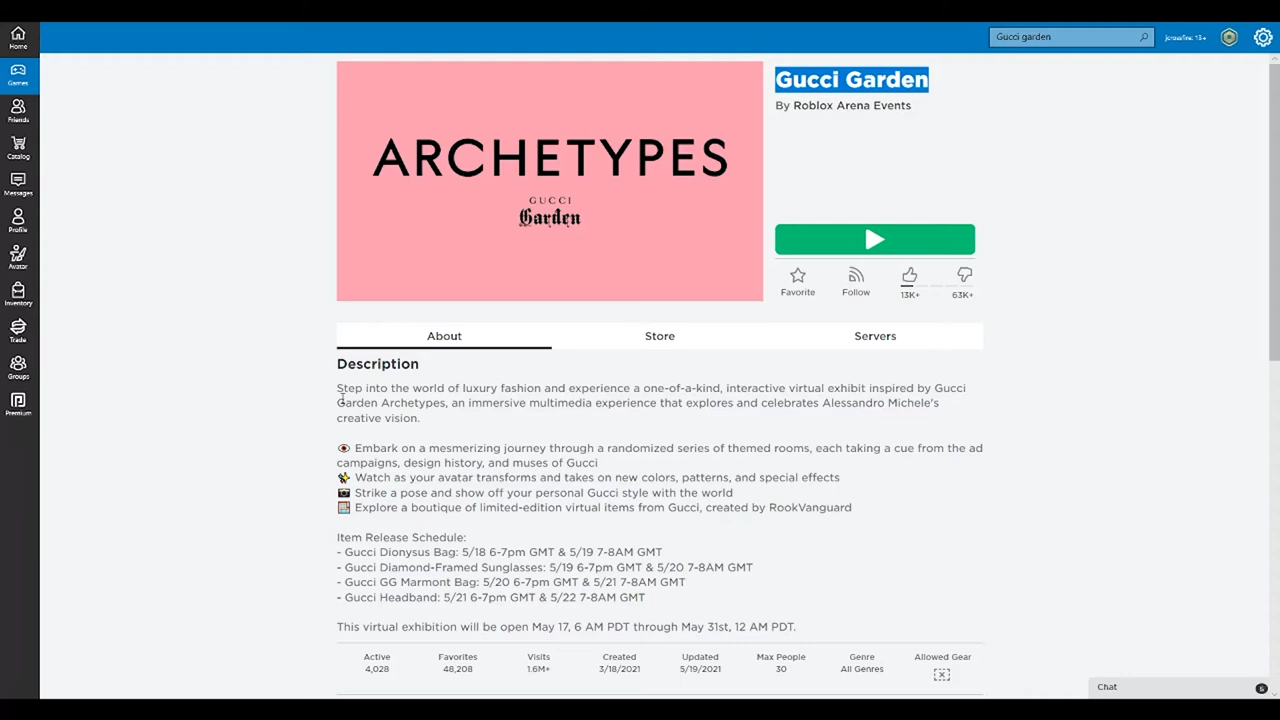 Home
Gucci garden
jcrossfire: 13+
Games
Friends
Catalog
Messages
Profile
Avatar
Inventory
Trade
Groups
Premium
ARCHETYPES
GUCCI
Garden
Gucci Garden
By Roblox Arena Events
Favorite
Follow
13K+
63K+
About
Store
Servers
Description
Step into the world of luxury fashion and experience a one-of-a-kind, interactive virtual exhibit inspired by Gucci
Garden Archetypes, an immersive multimedia experience that explores and celebrates Alessandro Michele's
creative vision.
👁 Embark on a mesmerizing journey through a randomized series of themed rooms, each taking a cue from the ad
campaigns, design history, and muses of Gucci
Watch as your avatar transforms and takes on new colors, patterns, and special effects
📷 Strike a pose and show off your personal Gucci style with the world
Explore a boutique of limited-edition virtual items from Gucci, created by RookVanguard
Item Release Schedule:
- Gucci Dionysus Bag: 5/18 6-7pm GMT & 5/19 7-8AM GMT
- Gucci Diamond-Framed Sunglasses: 5/19 6-7pm GMT & 5/20 7-8AM GMT
- Gucci GG Marmont Bag: 5/20 6-7pm GMT & 5/21 7-8AM GMT
- Gucci Headband: 5/21 6-7pm GMT & 5/22 7-8AM GMT
This virtual exhibition will be open May 17, 6 AM PDT through May 31st, 12 AM PDT.
Active
4,028
Favorites
48,208
Visits
1.6M+
Created
3/18/2021
Updated
5/19/2021
Max People
30
Genre
All Genres
Allowed Gear
Chat